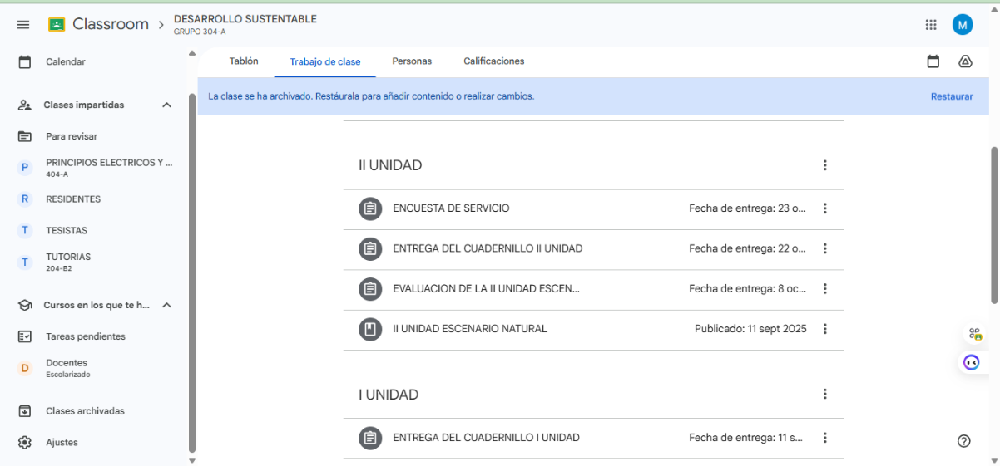 Classroom
DESARROLLO SUSTENTABLE
GRUPO 304-A
M
Calendar
Clases impartidas
Para revisar
P
PRINCIPIOS ELECTRICOS Y ...
404-A
R
RESIDENTES
T
TESISTAS
T
TUTORIAS
204-B2
Cursos en los que te h...
Tareas pendientes
D
Docentes
Escolarizado
Clases archivadas
Ajustes
Tablón
Trabajo de clase
Personas
Calificaciones
La clase se ha archivado. Restáurala para añadir contenido o realizar cambios.
Restaurar
II UNIDAD
ENCUESTA DE SERVICIO
Fecha de entrega: 23 o...
ENTREGA DEL CUADERNILLO II UNIDAD
Fecha de entrega: 22 o...
EVALUACION DE LA II UNIDAD ESCEN...
Fecha de entrega: 8 oc...
II UNIDAD ESCENARIO NATURAL
Publicado: 11 sept 2025
I UNIDAD
ENTREGA DEL CUADERNILLO I UNIDAD
Fecha de entrega: 11 s...